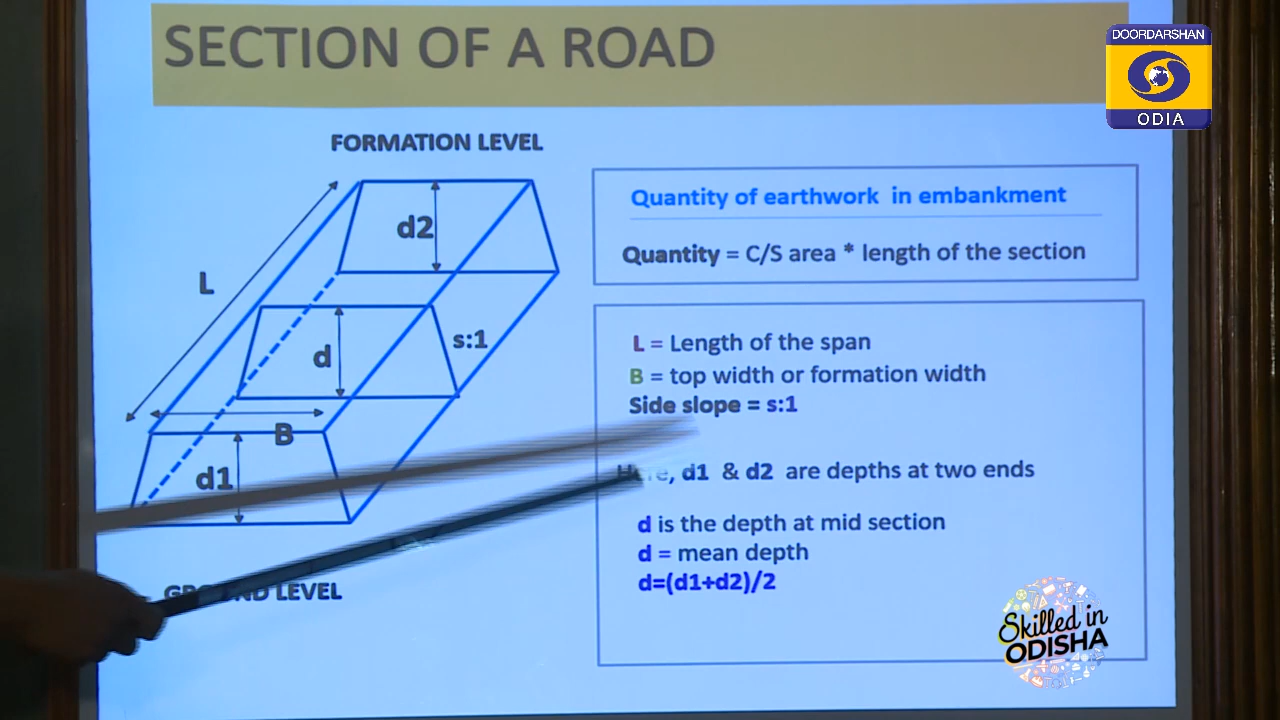 SECTION OF A ROAD
DOORDARSHAN
ODIA
FORMATION LEVEL
d2
L
d
s:1
B
d1
LEVEL
Quantity of earthwork in embankment
Quantity = C/S area * length of the section
L = Length of the span
B = top width or formation width
Side slope = s:1
Here, d1 & d2 are depths at two ends
d is the depth at mid section
d = mean depth
d=(d1+d2)/2
Skilled in
ODISHA